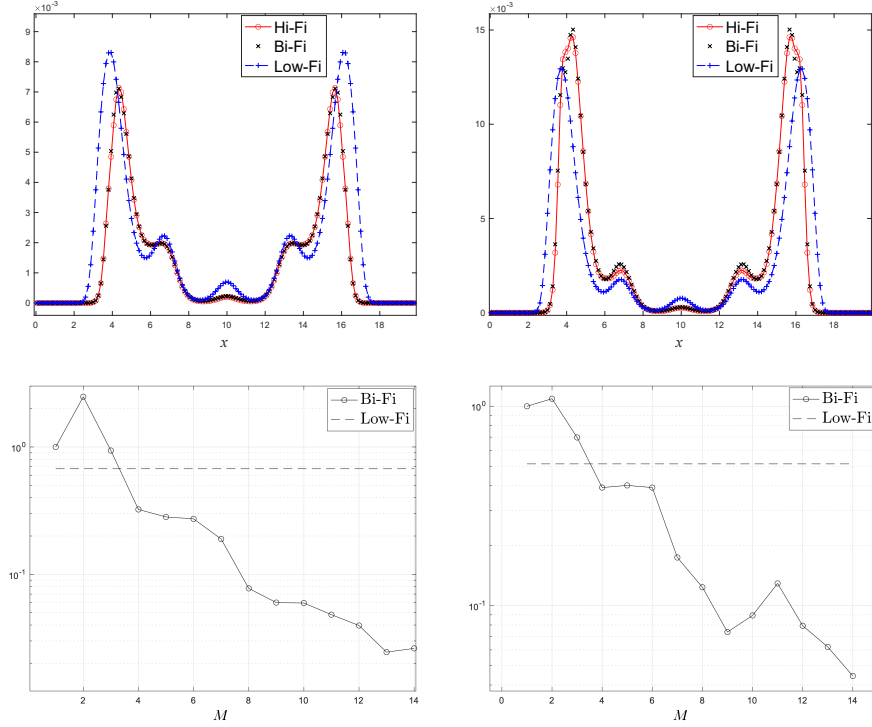 ×10⁻³
Hi-Fi
Bi-Fi
Low-Fi
9
8
7
6
5
4
3
2
1
0
0 2 4 6 8 10 12 14 16 18
x
×10⁻³
Hi-Fi
Bi-Fi
Low-Fi
15
10
5
0
0 2 4 6 8 10 12 14 16 18 20
x
Bi-Fi
Low-Fi
10⁰
10⁻¹
2 4 6 8 10 12 14
M
Bi-Fi
Low-Fi
10⁰
10⁻¹
0 2 4 6 8 10 12 14
M